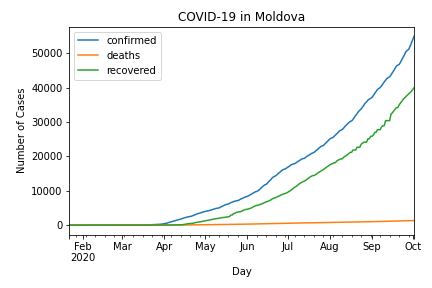 COVID-19 in Moldova
confirmed
deaths
recovered
Number of Cases
50000
40000
30000
20000
10000
0
Feb Mar Apr May Jun Jul Aug Sep Oct
2020
Day